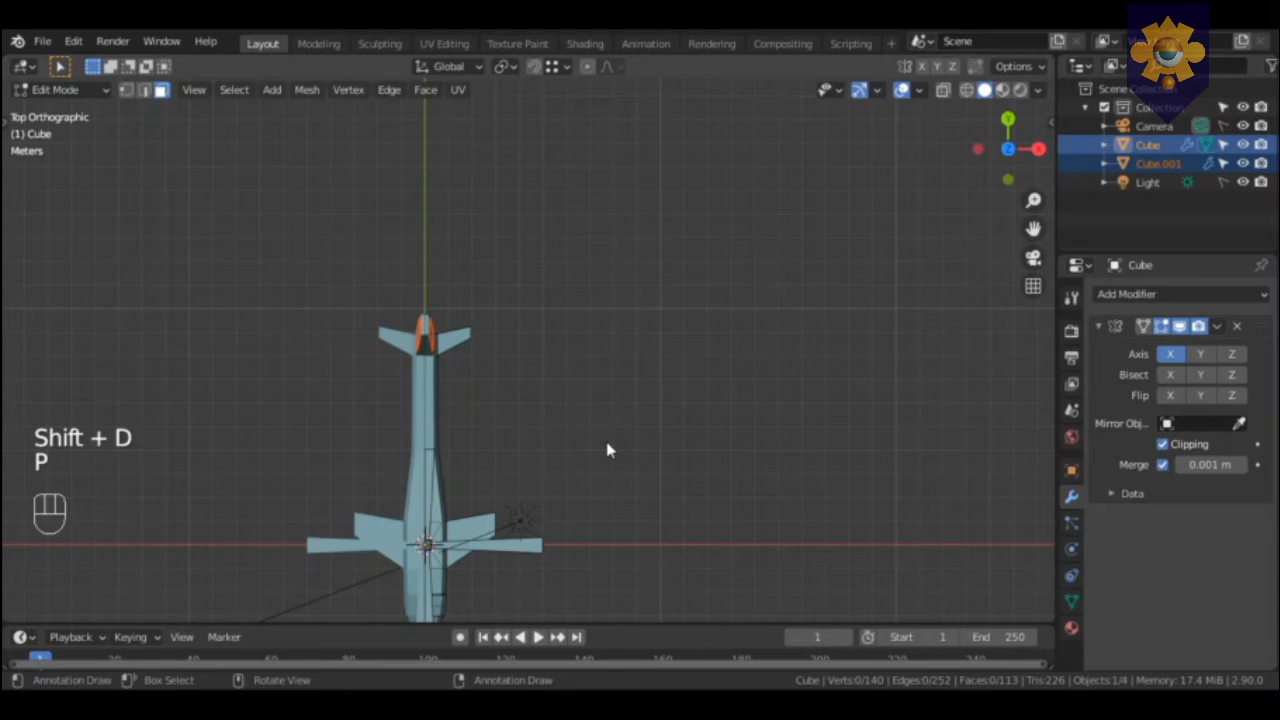 File Edit Render Window Help Layout Modeling Sculpting UV Editing Texture Paint Shading Animation Rendering Compositing Scripting + Scene
Global Options
Edit Mode View Select Add Mesh Vertex Edge Face UV
X Y Z
Top Orthographic
(1) Cube
Meters
Y
Z
X
Scene Collection
Camera
Cube
Cube.001
Light
Cube
Add Modifier
Axis X Y Z
Bisect X Y Z
Flip X Y Z
Mirror Obj..
Clipping
Merge 0.001 m
Data
Shift + D
P
Playback Keying View Marker 1 Start 1 End 250
1
Annotation Draw Box Select Rotate View Annotation Draw Cube | Verts:0/140 | Edges:0/252 | Faces:0/113 | Tris:226 | Objects:1/4 | Memory: 17.4 MiB | 2.90.0